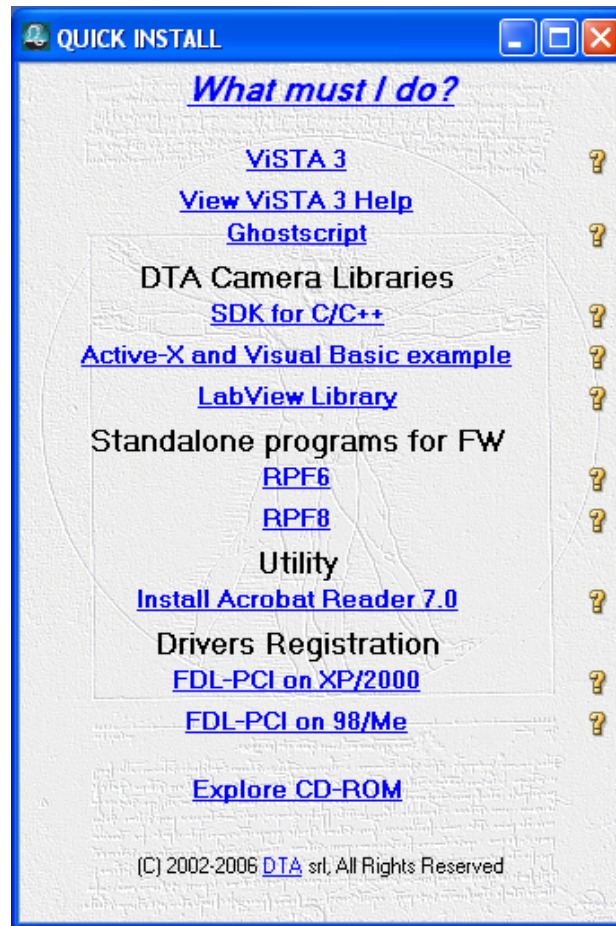 QUICK INSTALL
What must I do?
ViSTA 3
View ViSTA 3 Help
Ghostscript
DTA Camera Libraries
SDK for C/C++
Active-X and Visual Basic example
LabView Library
Standalone programs for FW
RPF6
RPF8
Utility
Install Acrobat Reader 7.0
Drivers Registration
FDL-PCI on XP/2000
FDL-PCI on 98/Me
Explore CD-ROM
(C) 2002-2006 DTA srl, All Rights Reserved